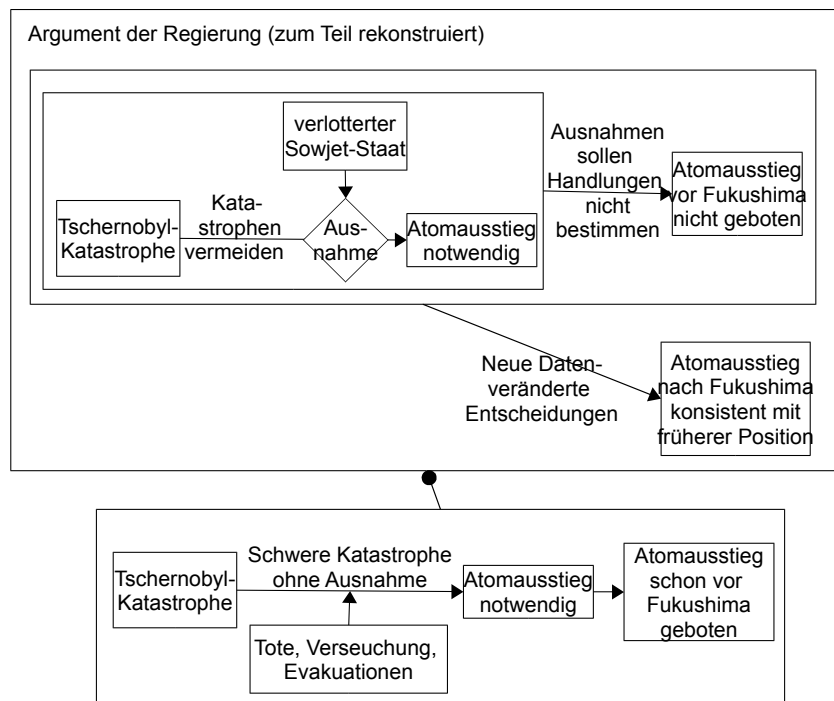 Argument der Regierung (zum Teil rekonstruiert)
verlotterter
Sowjet-Staat
Ausnahmen
sollen
Handlungen
nicht
bestimmen
Atomausstieg
vor Fukushima
nicht geboten
Tschernobyl-
Katastrophe
Kata-
strophen
vermeiden
Aus-
nahme
Atomausstieg
notwendig
Neue Daten-
veränderte
Entscheidungen
Atomausstieg
nach Fukushima
konsistent mit
früherer Position
Tschernobyl-
Katastrophe
Schwere Katastrophe
ohne Ausnahme
Atomausstieg
notwendig
Atomausstieg
schon vor
Fukushima
geboten
Tote, Verseuchung,
Evakuationen